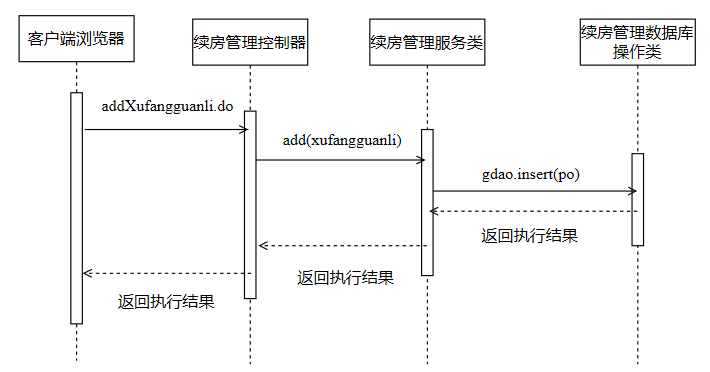 客户端浏览器
续房管理控制器
续房管理服务类
续房管理数据库
操作类
addXufangguanli.do
add(xufangguanli)
gdao.insert(po)
返回执行结果
返回执行结果
返回执行结果